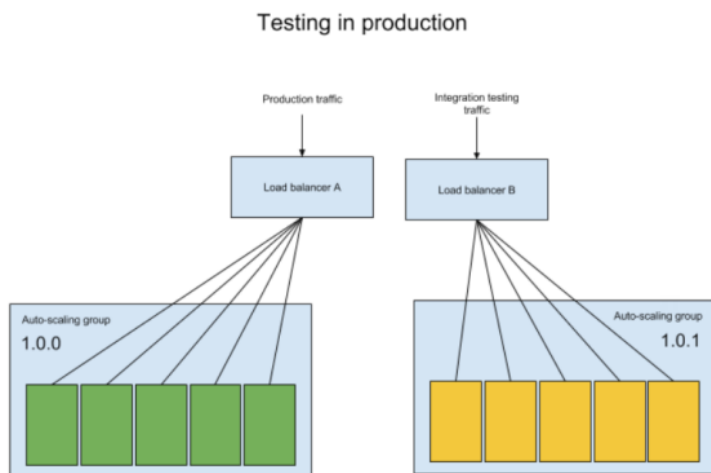 Testing in production
Production traffic
Integration testing
traffic
Load balancer A
Load balancer B
Auto-scaling group
1.0.0
Auto-scaling group
1.0.1